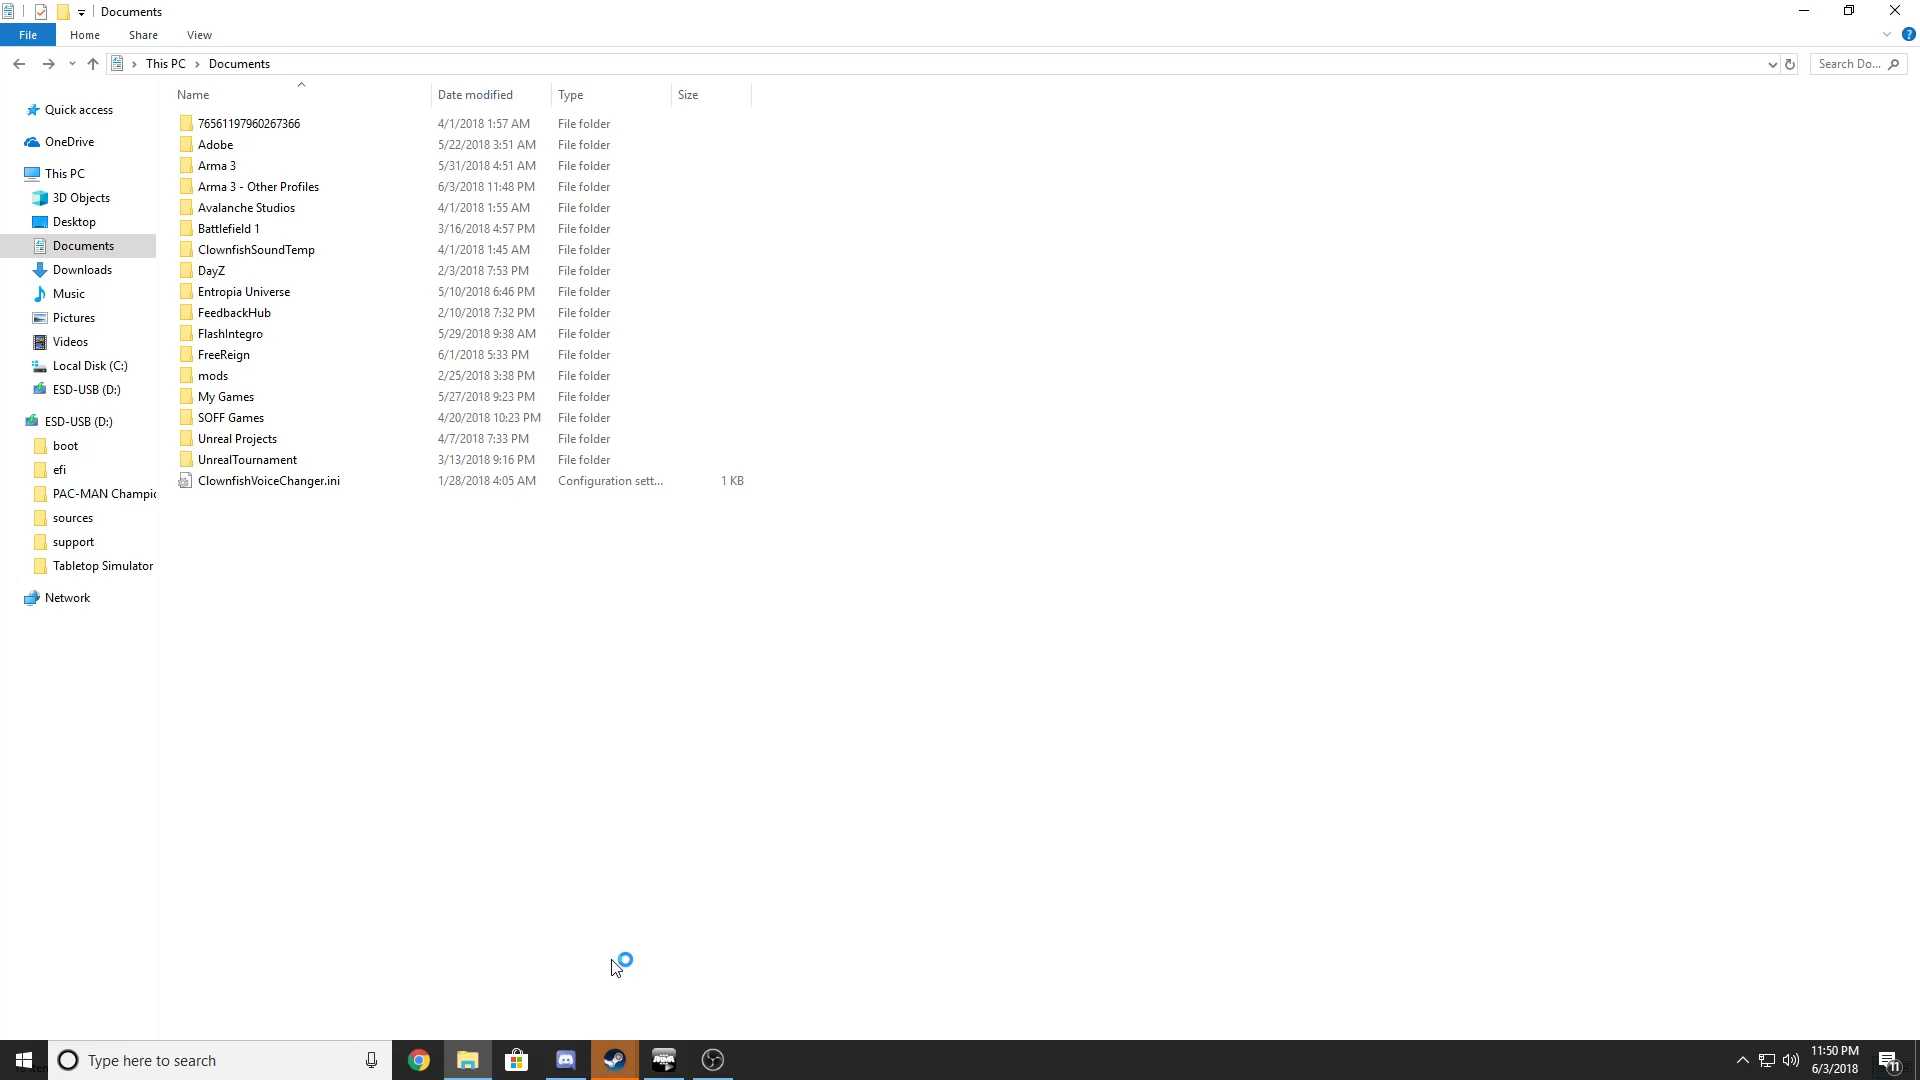 Documents
File Home Share View
This PC Documents Search Do...
Name Date modified Type Size
Quick access
OneDrive
This PC
3D Objects
Desktop
Documents
Downloads
Music
Pictures
Videos
Local Disk (C:)
ESD-USB (D:)
ESD-USB (D:)
boot
efi
PAC-MAN Champic
sources
support
Tabletop Simulator
Network
76561197960267366 4/1/2018 1:57 AM File folder
Adobe 5/22/2018 3:51 AM File folder
Arma 3 5/31/2018 4:51 AM File folder
Arma 3 - Other Profiles 6/3/2018 11:48 PM File folder
Avalanche Studios 4/1/2018 1:55 AM File folder
Battlefield 1 3/16/2018 4:57 PM File folder
ClownfishSoundTemp 4/1/2018 1:45 AM File folder
DayZ 2/3/2018 7:53 PM File folder
Entropia Universe 5/10/2018 6:46 PM File folder
FeedbackHub 2/10/2018 7:32 PM File folder
FlashIntegro 5/29/2018 9:38 AM File folder
FreeReign 6/1/2018 5:33 PM File folder
mods 2/25/2018 3:38 PM File folder
My Games 5/27/2018 9:23 PM File folder
SOFF Games 4/20/2018 10:23 PM File folder
Unreal Projects 4/7/2018 7:33 PM File folder
UnrealTournament 3/13/2018 9:16 PM File folder
ClownfishVoiceChanger.ini 1/28/2018 4:05 AM Configuration sett... 1 KB
Type here to search
11:50 PM
6/3/2018
11